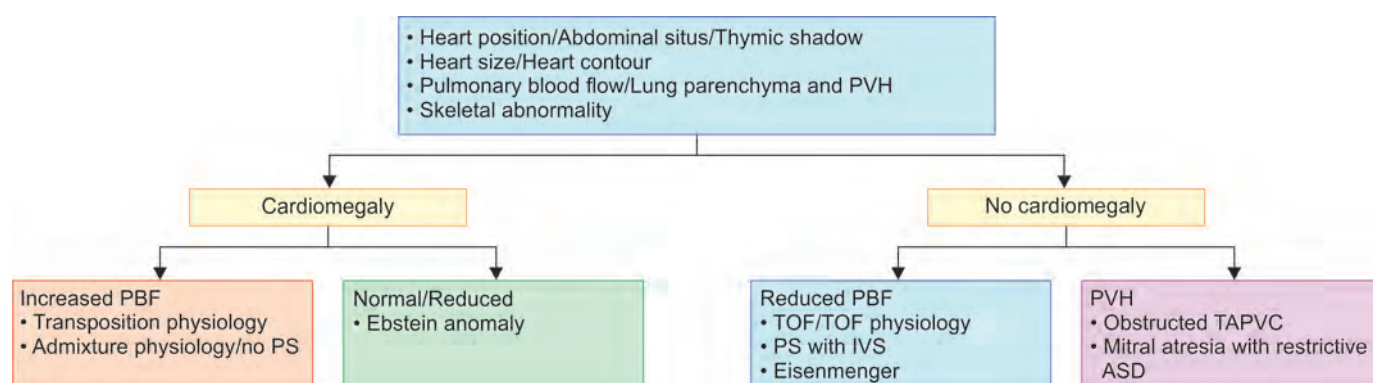 • Heart position/Abdominal situs/Thymic shadow
• Heart size/Heart contour
• Pulmonary blood flow/Lung parenchyma and PVH
• Skeletal abnormality
Cardiomegaly
No cardiomegaly
Increased PBF
• Transposition physiology
• Admixture physiology/no PS
Normal/Reduced
• Ebstein anomaly
Reduced PBF
• TOF/TOF physiology
• PS with IVS
• Eisenmenger
PVH
• Obstructed TAPVC
• Mitral atresia with restrictive
ASD